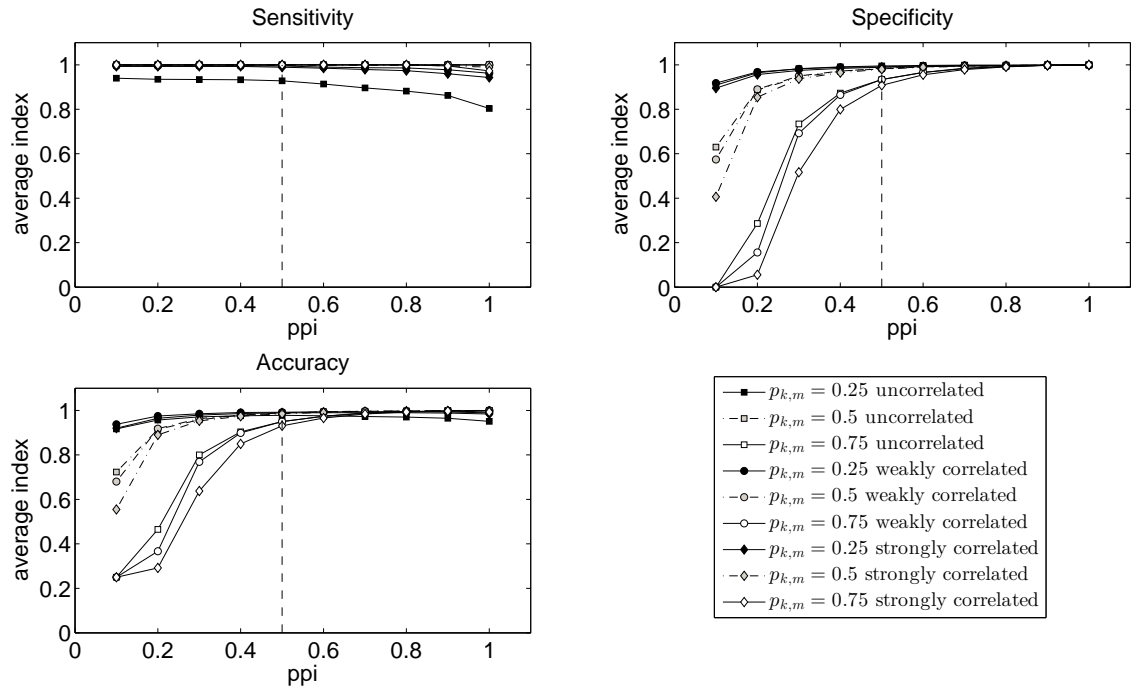 Sensitivity
average index
1
0.8
0.6
0.4
0.2
0
0 0.2 0.4 0.6 0.8 1
ppi
Specificity
average index
1
0.8
0.6
0.4
0.2
0
0 0.2 0.4 0.6 0.8 1
ppi
Accuracy
average index
1
0.8
0.6
0.4
0.2
0
0 0.2 0.4 0.6 0.8 1
ppi
p_{k,m} = 0.25 uncorrelated
p_{k,m} = 0.5 uncorrelated
p_{k,m} = 0.75 uncorrelated
p_{k,m} = 0.25 weakly correlated
p_{k,m} = 0.5 weakly correlated
p_{k,m} = 0.75 weakly correlated
p_{k,m} = 0.25 strongly correlated
p_{k,m} = 0.5 strongly correlated
p_{k,m} = 0.75 strongly correlated